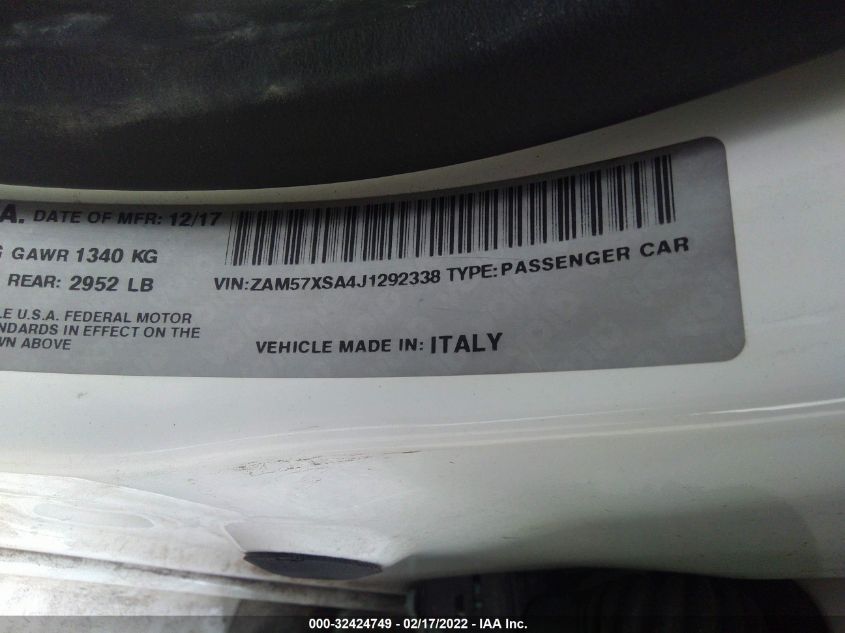 A. DATE OF MFR: 12/17
G GAWR 1340 KG
REAR: 2952 LB
VIN:ZAM57XSA4J1292338 TYPE:PASSENGER CAR
LE U.S.A. FEDERAL MOTOR
NDARDS IN EFFECT ON THE
WN ABOVE
VEHICLE MADE IN: ITALY
000-32424749 - 02/17/2022 - IAA Inc.